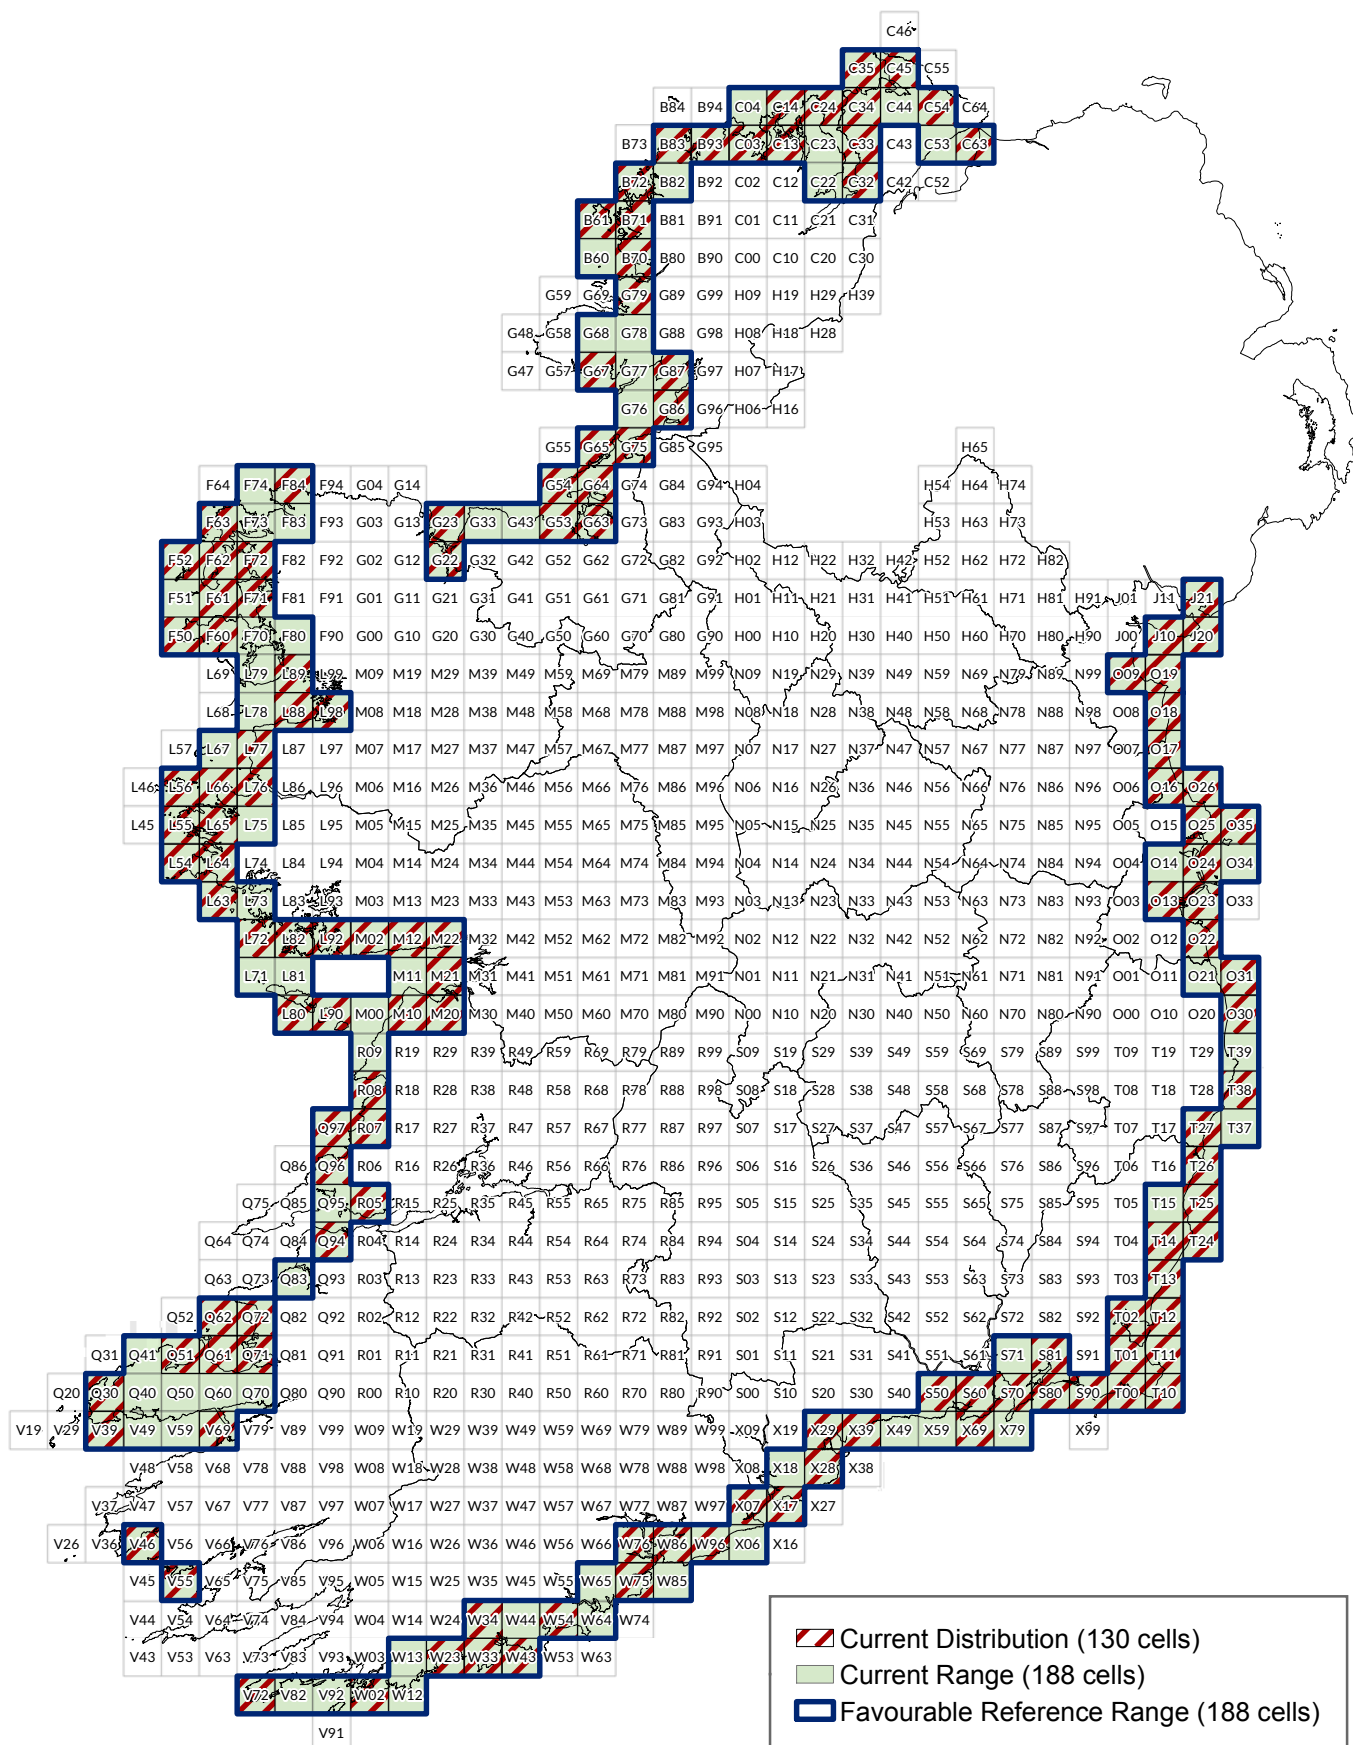 C46
C35 C45 C55
B84 B94 C04 C14 C24 C34 C44 C54 C64
B73 B83 B93 C03 C13 C23 C33 C43 C53 C63
B72 B82 B92 C02 C12 C22 C32 C42 C52
B61 B71 B81 B91 C01 C11 C21 C31
B60 B70 B80 B90 C00 C10 C20 C30
G59 G69 G79 G89 G99 H09 H19 H29 H39
G48 G58 G68 G78 G88 G98 H08 H18 H28
G47 G57 G67 G77 G87 G97 H07 H17
G76 G86 G96 H06 H16
G55 G65 G75 G85 G95 H65
F64 F74 F84 F94 G04 G14 G54 G64 G74 G84 G94 H04 H54 H64 H74
F63 F73 F83 F93 G03 G13 G23 G33 G43 G53 G63 G73 G83 G93 H03 H53 H63 H73
F52 F62 F72 F82 F92 G02 G12 G22 G32 G42 G52 G62 G72 G82 G92 H02 H12 H22 H32 H42 H52 H62 H72 H82
F51 F61 F71 F81 F91 G01 G11 G21 G31 G41 G51 G61 G71 G81 G91 H01 H11 H21 H31 H41 H51 H61 H71 H81 H91 J01 J11 J21
F50 F60 F70 F80 F90 G00 G10 G20 G30 G40 G50 G60 G70 G80 G90 H00 H10 H20 H30 H40 H50 H60 H70 H80 H90 J00 J10 J20
L69 L79 L89 L99 M09 M19 M29 M39 M49 M59 M69 M79 M89 M99 N09 N19 N29 N39 N49 N59 N69 N79 N89 N99 O09 O19
L68 L78 L88 L98 M08 M18 M28 M38 M48 M58 M68 M78 M88 M98 N08 N18 N28 N38 N48 N58 N68 N78 N88 N98 O08 O18
L57 L67 L77 L87 L97 M07 M17 M27 M37 M47 M57 M67 M77 M87 M97 N07 N17 N27 N37 N47 N57 N67 N77 N87 N97 O07 O17
L46 L56 L66 L76 L86 L96 M06 M16 M26 M36 M46 M56 M66 M76 M86 M96 N06 N16 N26 N36 N46 N56 N66 N76 N86 N96 O06 O16 O26
L45 L55 L65 L75 L85 L95 M05 M15 M25 M35 M45 M55 M65 M75 M85 M95 N05 N15 N25 N35 N45 N55 N65 N75 N85 N95 O05 O15 O25 O35
L54 L64 L74 L84 L94 M04 M14 M24 M34 M44 M54 M64 M74 M84 M94 N04 N14 N24 N34 N44 N54 N64 N74 N84 N94 O04 O14 O24 O34
L63 L73 L83 L93 M03 M13 M23 M33 M43 M53 M63 M73 M83 M93 N03 N13 N23 N33 N43 N53 N63 N73 N83 N93 O03 O13 O23 O33
L72 L82 L92 M02 M12 M22 M32 M42 M52 M62 M72 M82 M92 N02 N12 N22 N32 N42 N52 N62 N72 N82 N92 O02 O12 O22
L71 L81 M11 M21 M31 M41 M51 M61 M71 M81 M91 N01 N11 N21 N31 N41 N51 N61 N71 N81 N91 O01 O11 O21 O31
L80 L90 M00 M10 M20 M30 M40 M50 M60 M70 M80 M90 N00 N10 N20 N30 N40 N50 N60 N70 N80 N90 O00 O10 O20 O30
R09 R19 R29 R39 R49 R59 R69 R79 R89 R99 S09 S19 S29 S39 S49 S59 S69 S79 S89 S99 T09 T19 T29 T39
R08 R18 R28 R38 R48 R58 R68 R78 R88 R98 S08 S18 S28 S38 S48 S58 S68 S78 S88 S98 T08 T18 T28 T38
Q97 R07 R17 R27 R37 R47 R57 R67 R77 R87 R97 S07 S17 S27 S37 S47 S57 S67 S77 S87 S97 T07 T17 T27 T37
Q86 Q96 R06 R16 R26 R36 R46 R56 R66 R76 R86 R96 S06 S16 S26 S36 S46 S56 S66 S76 S86 S96 T06 T16 T26
Q75 Q85 Q95 R05 R15 R25 R35 R45 R55 R65 R75 R85 R95 S05 S15 S25 S35 S45 S55 S65 S75 S85 S95 T05 T15 T25
Q64 Q74 Q84 Q94 R04 R14 R24 R34 R44 R54 R64 R74 R84 R94 S04 S14 S24 S34 S44 S54 S64 S74 S84 S94 T04 T14 T24
Q63 Q73 Q83 Q93 R03 R13 R23 R33 R43 R53 R63 R73 R83 R93 S03 S13 S23 S33 S43 S53 S63 S73 S83 S93 T03 T13
Q52 Q62 Q72 Q82 Q92 R02 R12 R22 R32 R42 R52 R62 R72 R82 R92 S02 S12 S22 S32 S42 S52 S62 S72 S82 S92 T02 T12
Q31 Q41 Q51 Q61 Q71 Q81 Q91 R01 R11 R21 R31 R41 R51 R61 R71 R81 R91 S01 S11 S21 S31 S41 S51 S61 S71 S81 S91 T01 T11
Q20 Q30 Q40 Q50 Q60 Q70 Q80 Q90 R00 R10 R20 R30 R40 R50 R60 R70 R80 R90 S00 S10 S20 S30 S40 S50 S60 S70 S80 S90 T00 T10
V19 V29 V39 V49 V59 V69 V79 V89 V99 W09 W19 W29 W39 W49 W59 W69 W79 W89 W99 X09 X19 X29 X39 X49 X59 X69 X79 X99
V48 V58 V68 V78 V88 V98 W08 W18 W28 W38 W48 W58 W68 W78 W88 W98 X08 X18 X28 X38
V37 V47 V57 V67 V77 V87 V97 W07 W17 W27 W37 W47 W57 W67 W77 W87 W97 X07 X17 X27
V26 V36 V46 V56 V66 V76 V86 V96 W06 W16 W26 W36 W46 W56 W66 W76 W86 W96 X06 X16
V45 V55 V65 V75 V85 V95 W05 W15 W25 W35 W45 W55 W65 W75 W85
V44 V54 V64 V74 V84 V94 W04 W14 W24 W34 W44 W54 W64 W74
V43 V53 V63 V73 V83 V93 W03 W13 W23 W33 W43 W53 W63
V72 V82 V92 W02 W12
V91
Current Distribution (130 cells)
Current Range (188 cells)
Favourable Reference Range (188 cells)